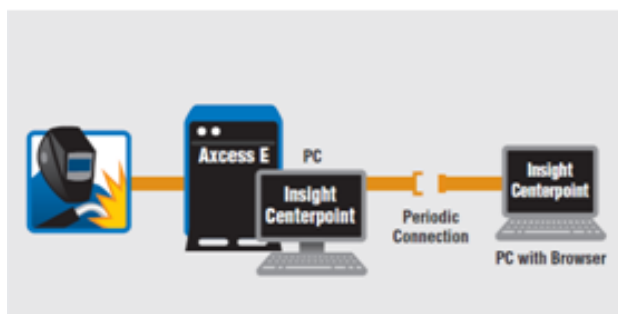 Axcess E
PC
Insight
Centerpoint
Periodic
Connection
Insight
Centerpoint
PC with Browser